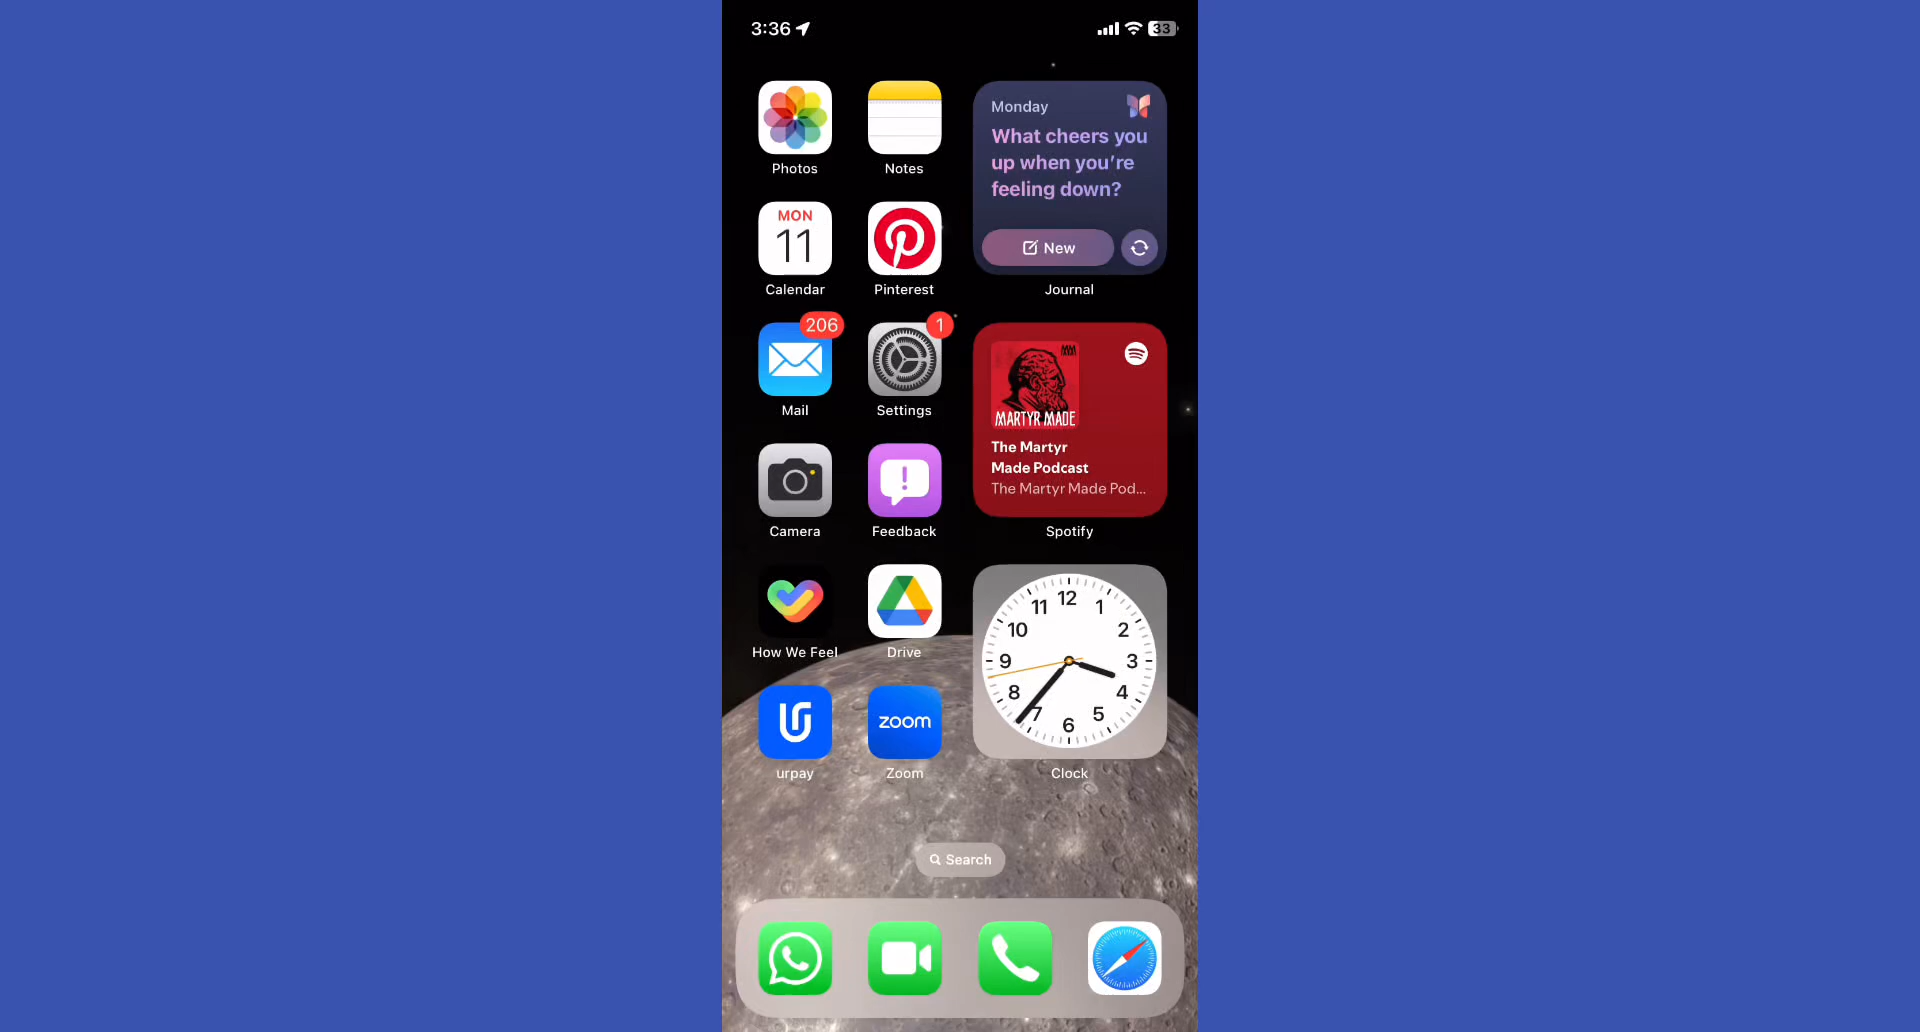 3:36
33
Photos
Notes
Monday
What cheers you
up when you're
feeling down?
New
Journal
MON
11
Calendar
Pinterest
206
Mail
1
Settings
MARTYR MADE
The Martyr
Made Podcast
The Martyr Made Pod...
Spotify
Camera
Feedback
How We Feel
Drive
12
1
2
3
4
5
6
7
8
9
10
11
Clock
urpay
zoom
Zoom
Search